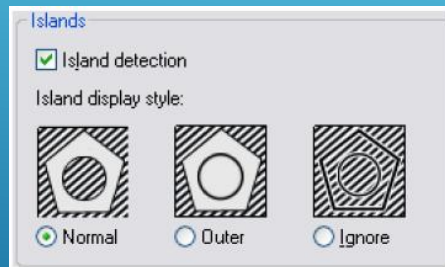 Islands
Island detection
Island display style:
Normal Outer Ignore